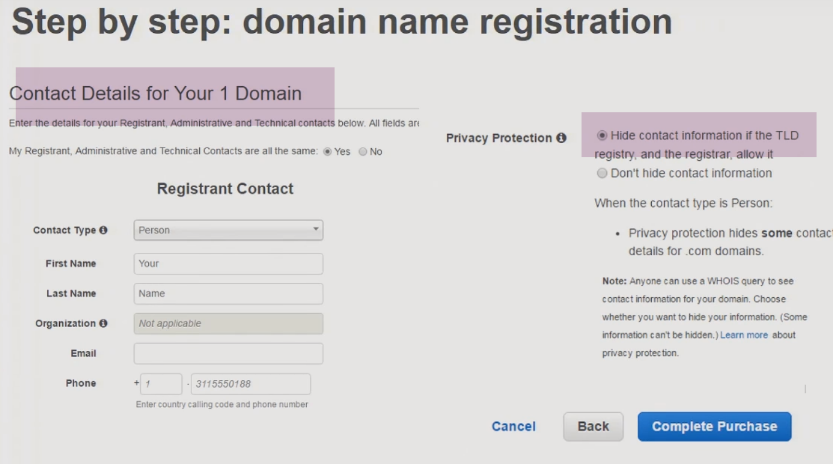 Step by step: domain name registration
Contact Details for Your 1 Domain
Enter the details for your Registrant, Administrative and Technical contacts below. All fields are
My Registrant, Administrative and Technical Contacts are all the same: Yes No
Registrant Contact
Contact Type Person
First Name Your
Last Name Name
Organization Not applicable
Email
Phone + 1 - 3115550188
Enter country calling code and phone number
Privacy Protection Hide contact information if the TLD
registry, and the registrar, allow it
Don't hide contact information
When the contact type is Person:
• Privacy protection hides some contact
details for .com domains.
Note: Anyone can use a WHOIS query to see
contact information for your domain. Choose
whether you want to hide your information. (Some
information can't be hidden.) Learn more about
privacy protection.
Cancel Back Complete Purchase